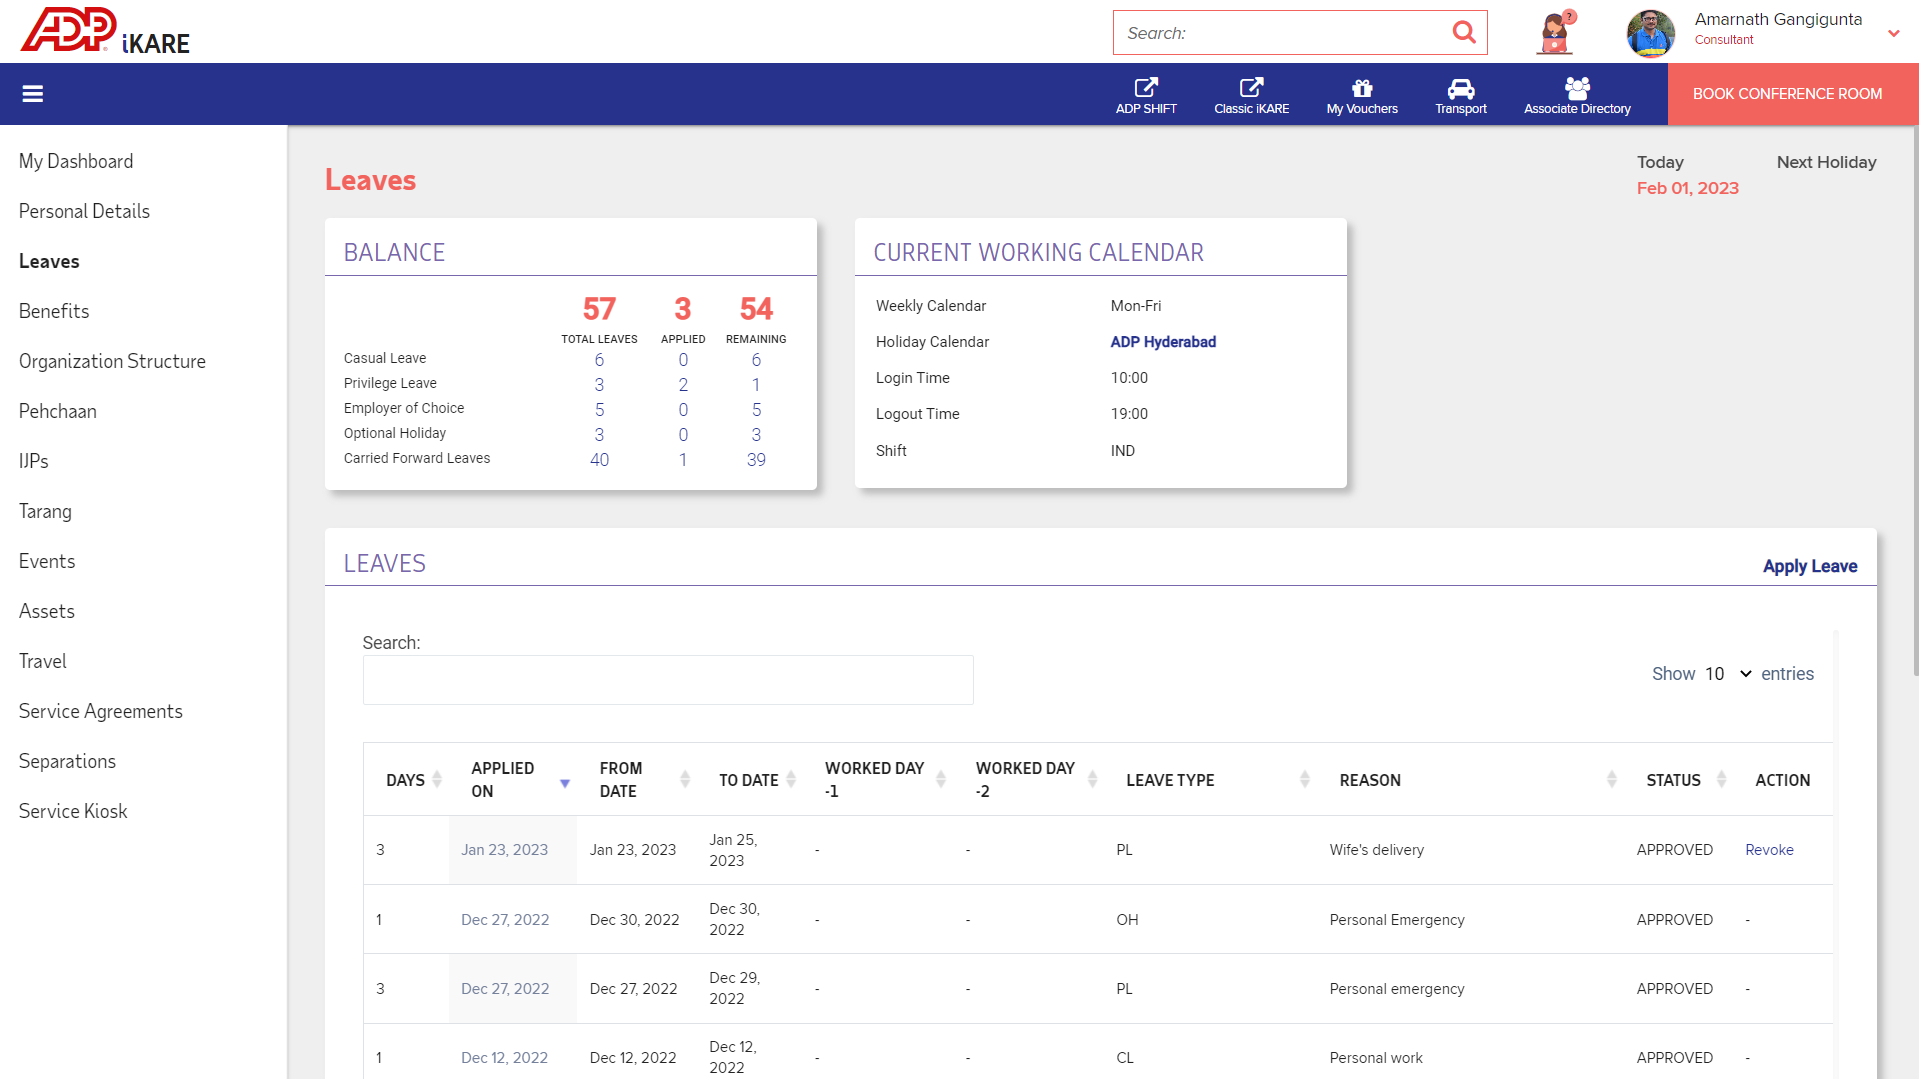 ADP iKARE
Search:
?
Amarnath Gangigunta
Consultant
ADP SHIFT
Classic iKARE
My Vouchers
Transport
Associate Directory
BOOK CONFERENCE ROOM
My Dashboard
Personal Details
Leaves
Benefits
Organization Structure
Pehchaan
IJPs
Tarang
Events
Assets
Travel
Service Agreements
Separations
Service Kiosk
Leaves
Today
Feb 01, 2023
Next Holiday
BALANCE
57 3 54
TOTAL LEAVES APPLIED REMAINING
Casual Leave 6 0 6
Privilege Leave 3 2 1
Employer of Choice 5 0 5
Optional Holiday 3 0 3
Carried Forward Leaves 40 1 39
CURRENT WORKING CALENDAR
Weekly Calendar Mon-Fri
Holiday Calendar ADP Hyderabad
Login Time 10:00
Logout Time 19:00
Shift IND
LEAVES
Apply Leave
Search:
Show 10 entries
DAYS
APPLIED
ON
FROM
DATE
TO DATE
WORKED DAY
-1
WORKED DAY
-2
LEAVE TYPE
REASON
STATUS
ACTION
3 Jan 23, 2023 Jan 23, 2023 Jan 25,
2023 - - PL Wife's delivery APPROVED Revoke
1 Dec 27, 2022 Dec 30, 2022 Dec 30,
2022 - - OH Personal Emergency APPROVED -
3 Dec 27, 2022 Dec 27, 2022 Dec 29,
2022 - - PL Personal emergency APPROVED -
1 Dec 12, 2022 Dec 12, 2022 Dec 12,
2022 - - CL Personal work APPROVED -